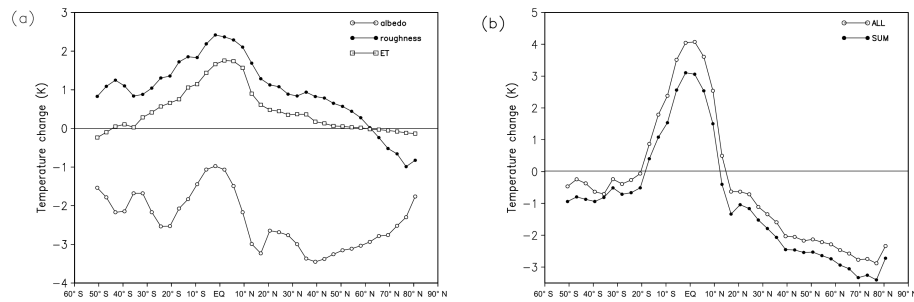 (a)
Temperature change (K)
3
2
1
0
−1
−2
−3
−4
albedo
roughness
ET
60° S 50° S 40° S 30° S 20° S 10° S EQ 10° N 20° N 30° N 40° N 50° N 60° N 70° N 80° N 90° N
(b)
Temperature change (K)
5
4
3
2
1
0
−1
−2
−3
ALL
SUM
60° S 50° S 40° S 30° S 20° S 10° S EQ 10° N 20° N 30° N 40° N 50° N 60° N 70° N 80° N 90° N